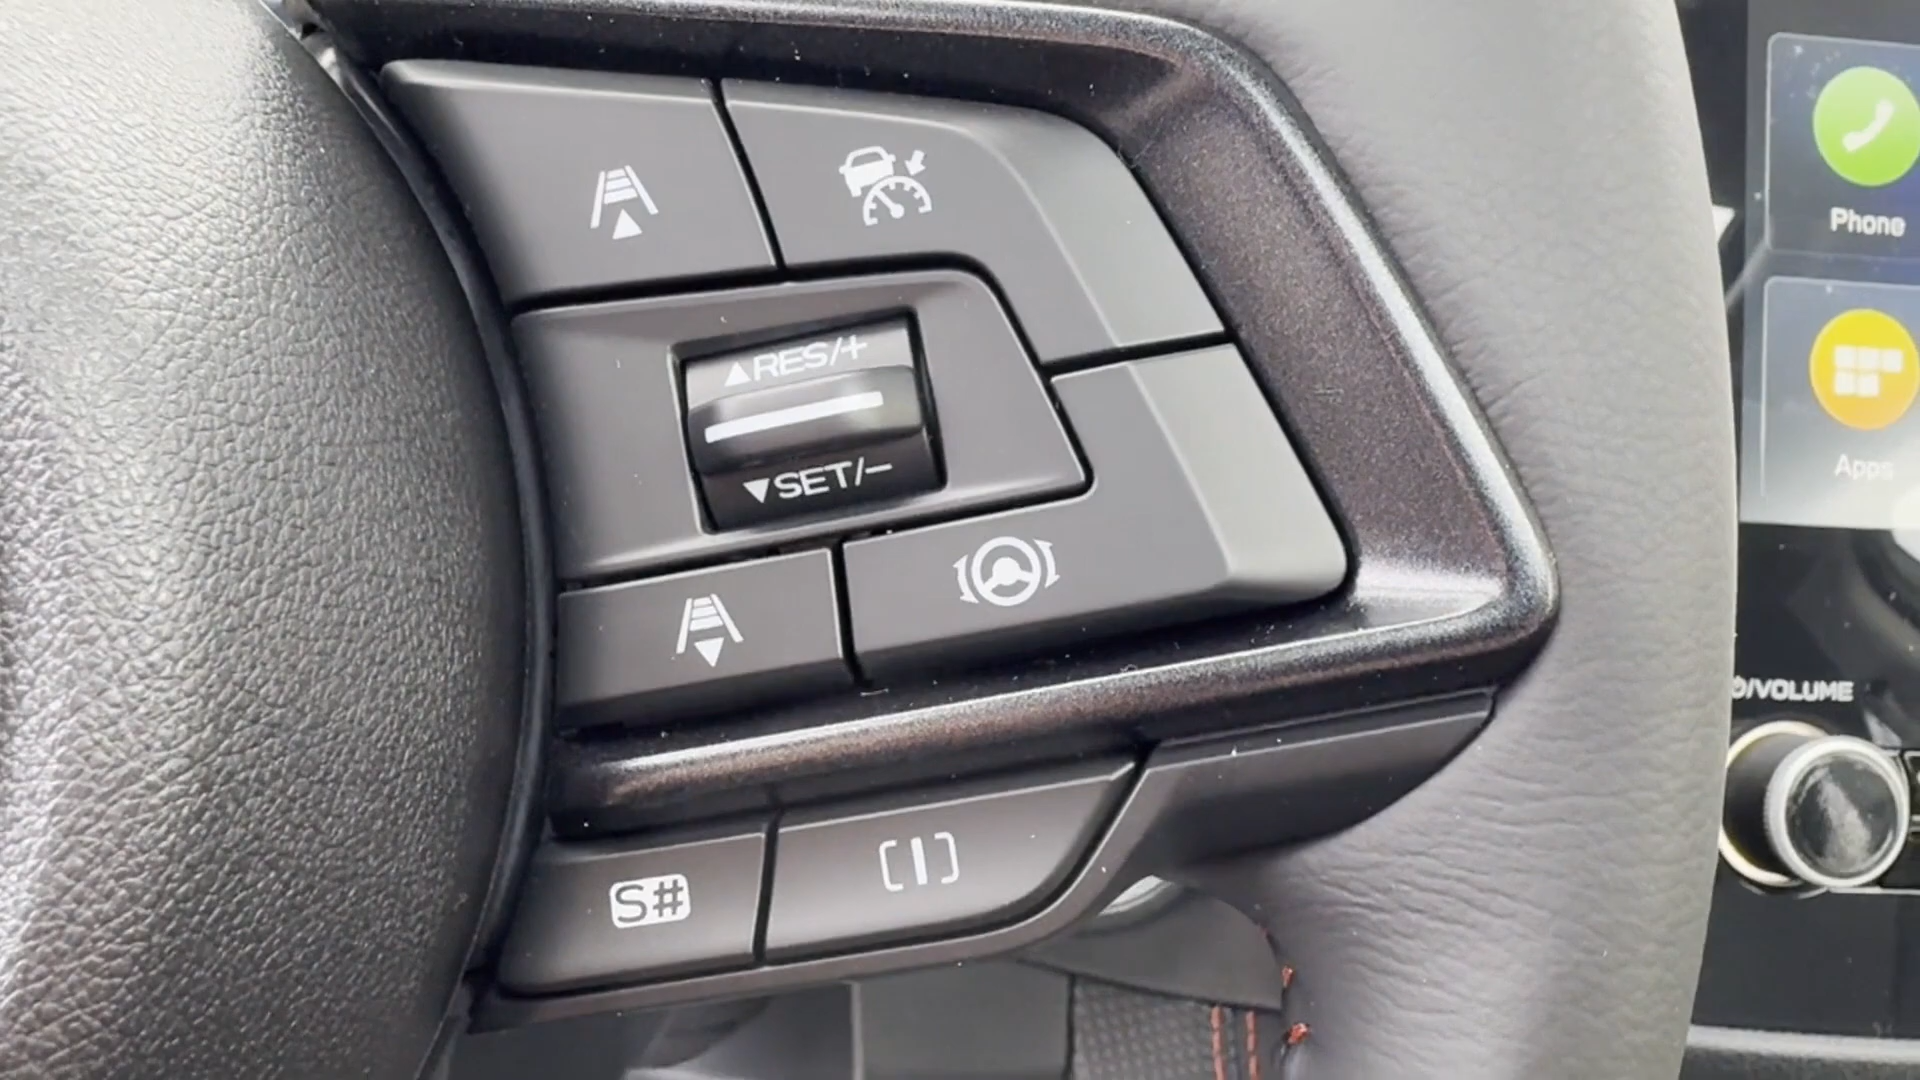 ▲RES/+
▼SET/−
S#
Phone
Apps
⏻/VOLUME